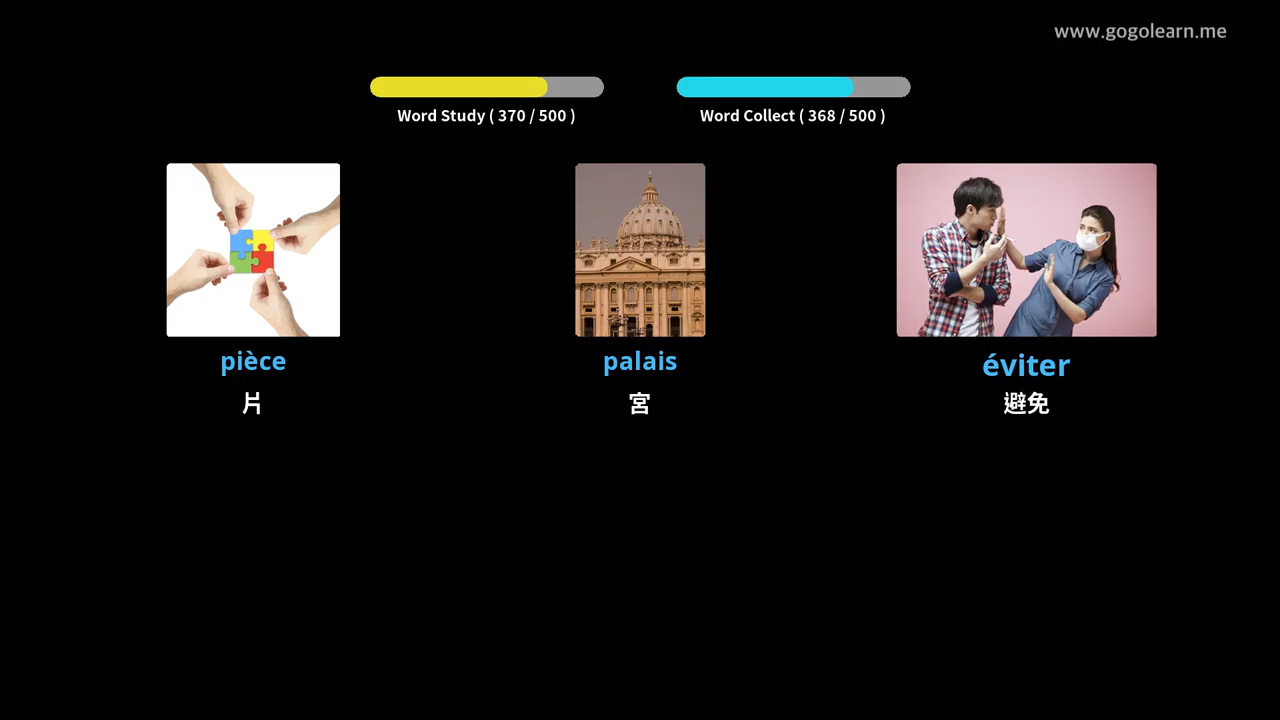 www.gogolearn.me
Word Study ( 370 / 500 )
Word Collect ( 368 / 500 )
pièce
palais
éviter
片
宮
避免